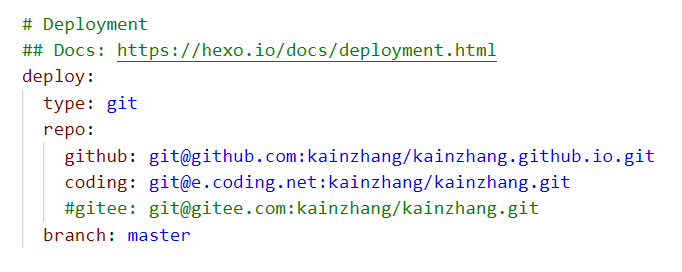 # Deployment
## Docs: https://hexo.io/docs/deployment.html
deploy:
  type: git
  repo:
    github: git@github.com:kainzhang/kainzhang.github.io.git
    coding: git@e.coding.net:kainzhang/kainzhang.git
    #gitee: git@gitee.com:kainzhang/kainzhang.git
  branch: master